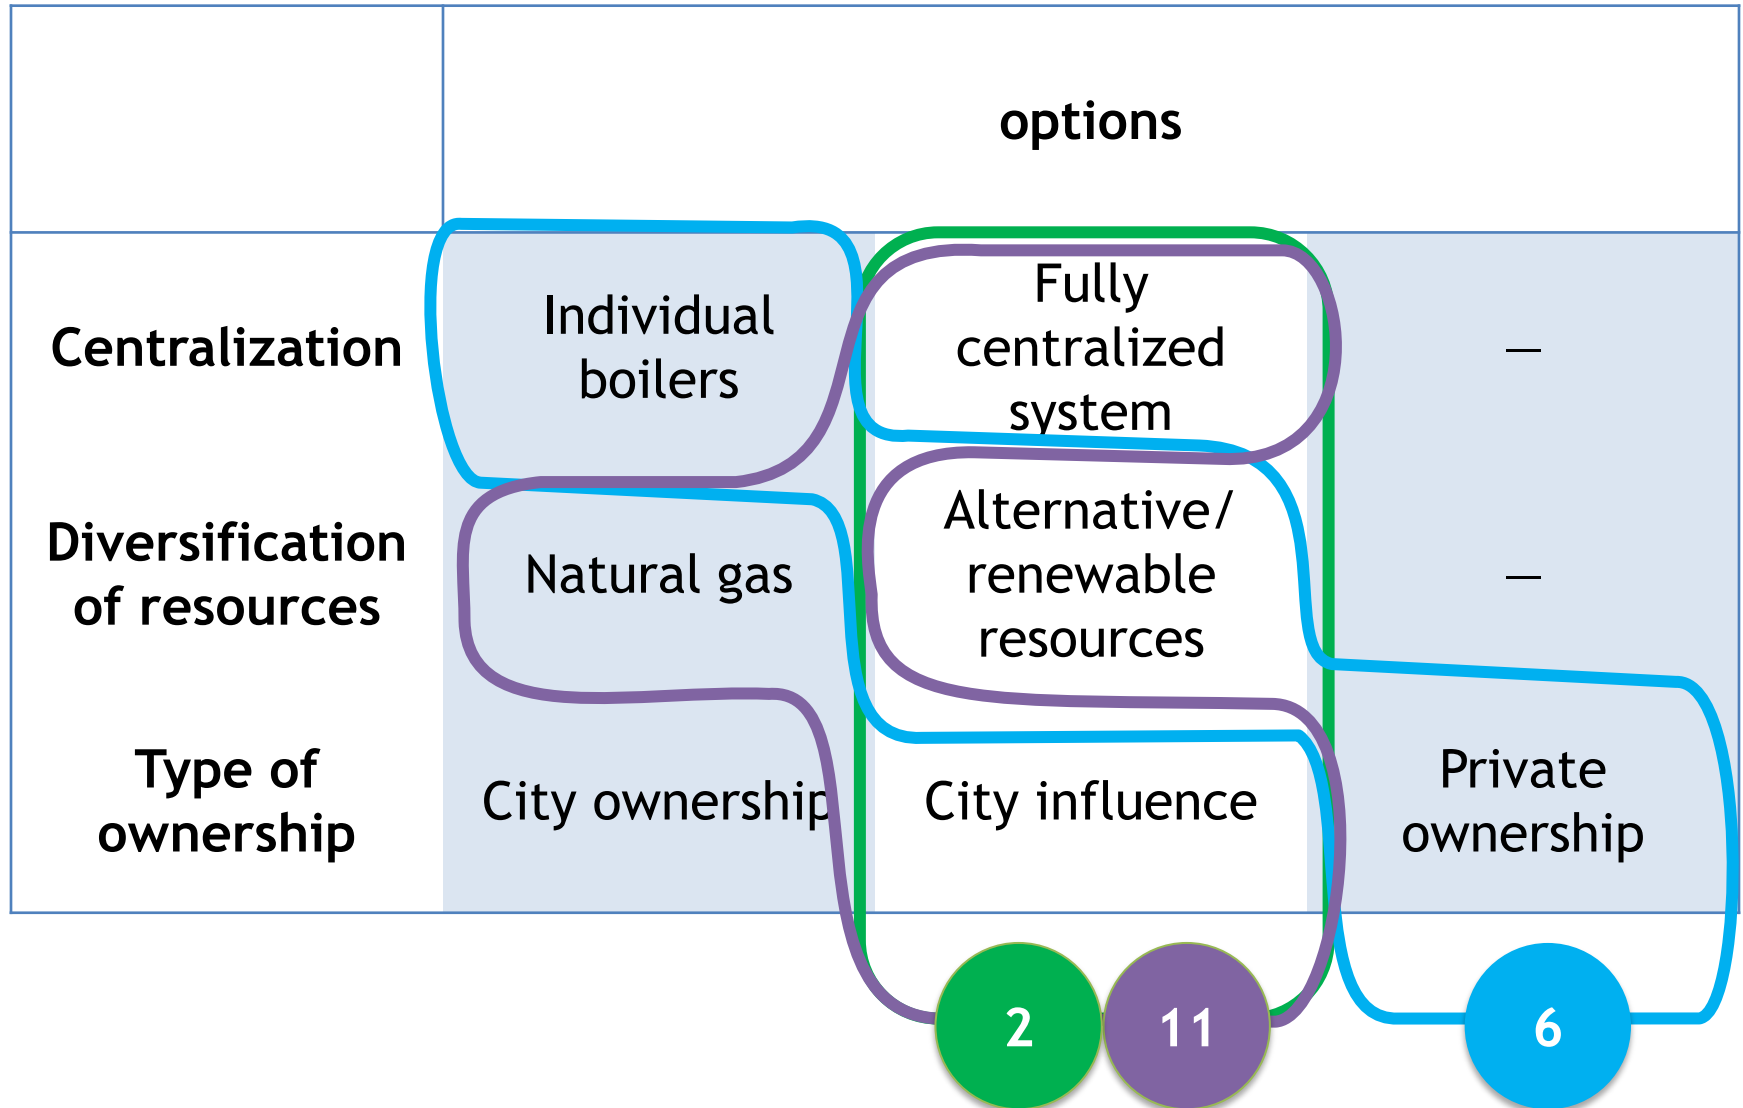 options
Centralization
Individual
boilers
Fully
centralized
system
—
Diversification
of resources
Natural gas
Alternative/
renewable
resources
—
Type of
ownership
City ownership
City influence
Private
ownership
2
11
6